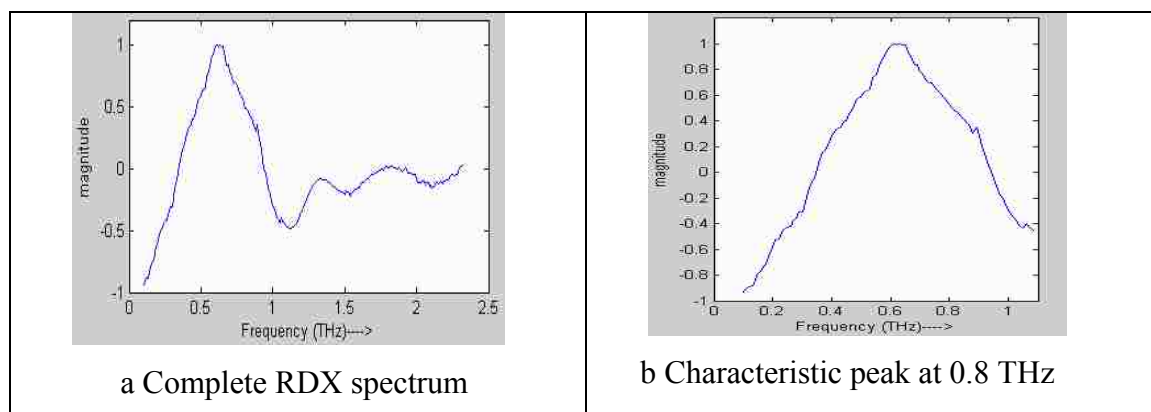 1
0.5
0
-0.5
-1
magnitude
0 0.5 1 1.5 2 2.5
Frequency (THz)---->
a Complete RDX spectrum
1
0.8
0.6
0.4
0.2
0
-0.2
-0.4
-0.6
-0.8
-1
magnitude
0 0.2 0.4 0.6 0.8 1
Frequency (THz)---->
b Characteristic peak at 0.8 THz